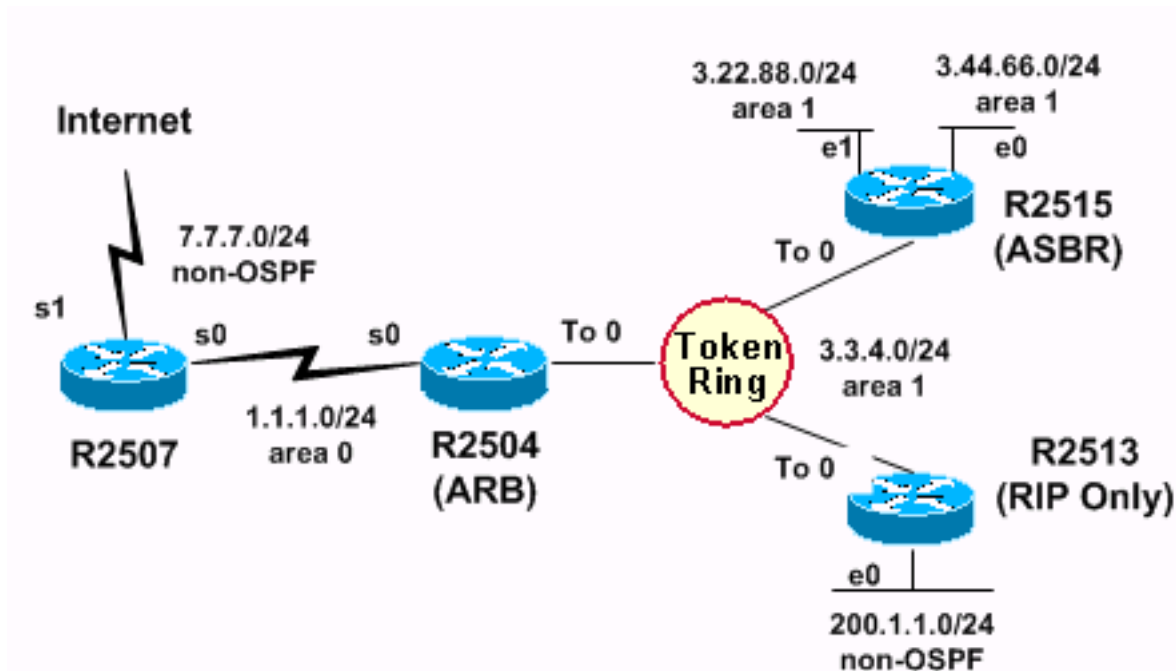 3.22.88.0/24
area 1
3.44.66.0/24
area 1
Internet
e1
e0
7.7.7.0/24
non-OSPF
R2515
(ASBR)
To 0
s1
s0
s0
To 0
Token
Ring
3.3.4.0/24
area 1
1.1.1.0/24
area 0
R2507
R2504
(ARB)
To 0
R2513
(RIP Only)
e0
200.1.1.0/24
non-OSPF